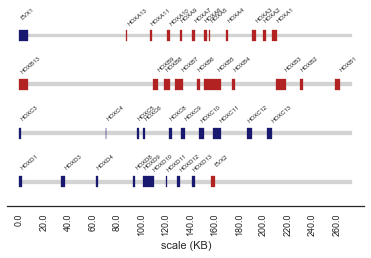 EVX1 HOXA13 HOXA11 HOXA10 HOXA9 HOXA7 HOXA6 HOXA5 HOXA4 HOXA3 HOXA2 HOXA1
HOXB13 HOXB9 HOXB8 HOXB7 HOXB6 HOXB5 HOXB4 HOXB3 HOXB2 HOXB1
HOXC4 HOXC5 HOXC6 HOXC8 HOXC9 HOXC10 HOXC11 HOXC12 HOXC13
HOXD1 HOXD3 HOXD4 HOXD8 HOXD9 HOXD10 HOXD11 HOXD12 HOXD13 EVX2
0.0 20.0 40.0 60.0 80.0 100.0 120.0 140.0 160.0 180.0 200.0 220.0 240.0 260.0
scale (KB)